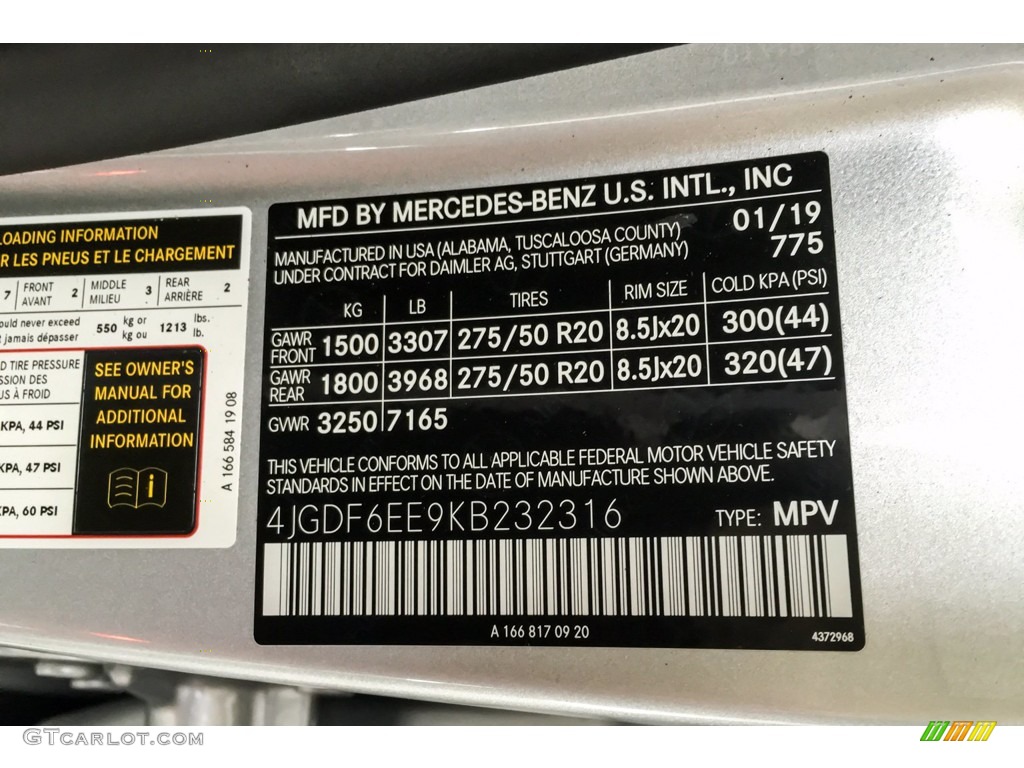 LOADING INFORMATION
R LES PNEUS ET LE CHARGEMENT
7 FRONT AVANT 2 MIDDLE MILIEU 3 REAR ARRIÈRE 2
ould never exceed 550 kg or 1213 lbs.
t jamais dépasser kg ou lb.
D TIRE PRESSURE
SSION DES
US À FROID
KPA, 44 PSI
KPA, 47 PSI
KPA, 60 PSI
SEE OWNER'S
MANUAL FOR
ADDITIONAL
INFORMATION
A 166 584 19 08
MFD BY MERCEDES-BENZ U.S. INTL., INC
MANUFACTURED IN USA (ALABAMA, TUSCALOOSA COUNTY) 01/19
UNDER CONTRACT FOR DAIMLER AG, STUTTGART (GERMANY) 775
KG LB TIRES RIM SIZE COLD KPA (PSI)
GAWR FRONT 1500 3307 275/50 R20 8.5Jx20 300(44)
GAWR REAR 1800 3968 275/50 R20 8.5Jx20 320(47)
GVWR 3250 7165
THIS VEHICLE CONFORMS TO ALL APPLICABLE FEDERAL MOTOR VEHICLE SAFETY
STANDARDS IN EFFECT ON THE DATE OF MANUFACTURE SHOWN ABOVE.
4JGDF6EE9KB232316 TYPE: MPV
A 166 817 09 20
4372968
GTCarlot.com